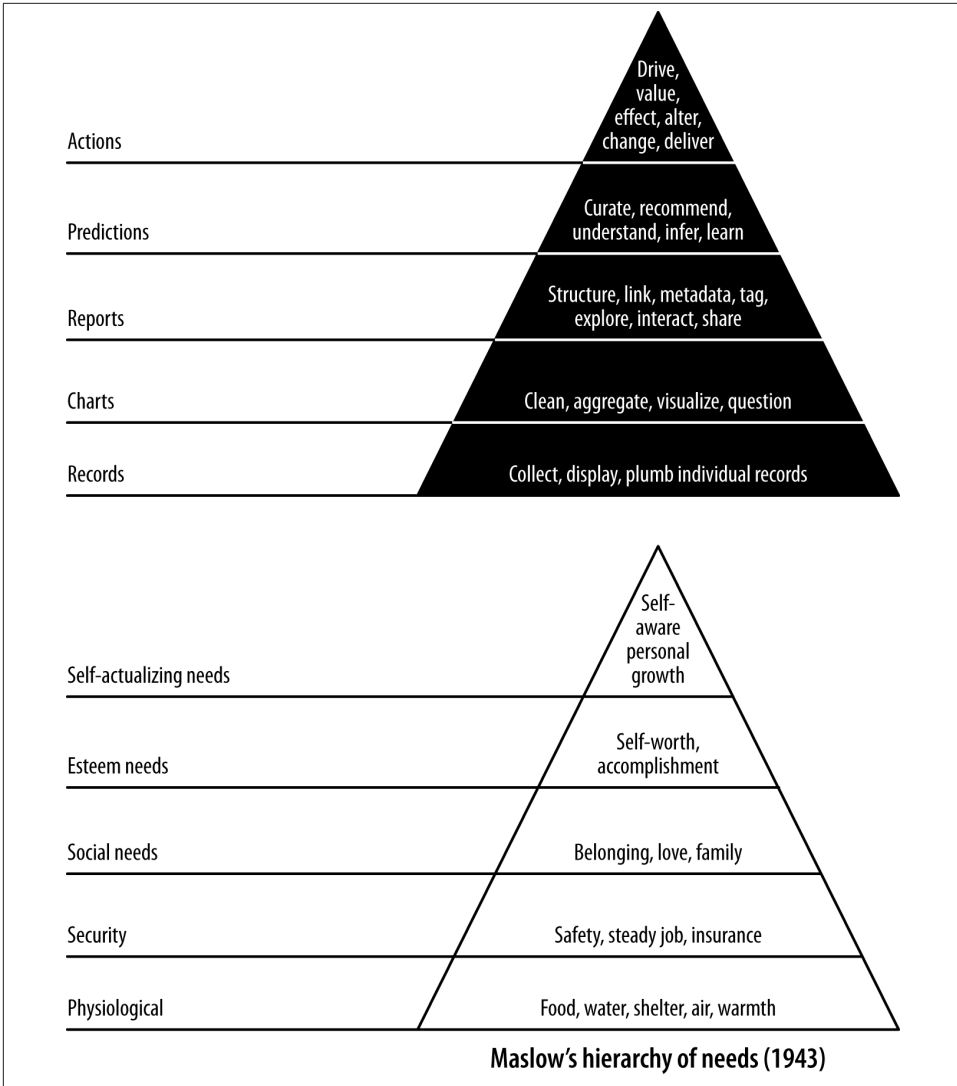 Drive,
value,
effect, alter,
change, deliver
Actions
Curate, recommend,
understand, infer, learn
Predictions
Structure, link, metadata, tag,
explore, interact, share
Reports
Clean, aggregate, visualize, question
Charts
Collect, display, plumb individual records
Records
Self-
aware
personal
growth
Self-actualizing needs
Self-worth,
accomplishment
Esteem needs
Belonging, love, family
Social needs
Safety, steady job, insurance
Security
Food, water, shelter, air, warmth
Physiological
Maslow’s hierarchy of needs (1943)